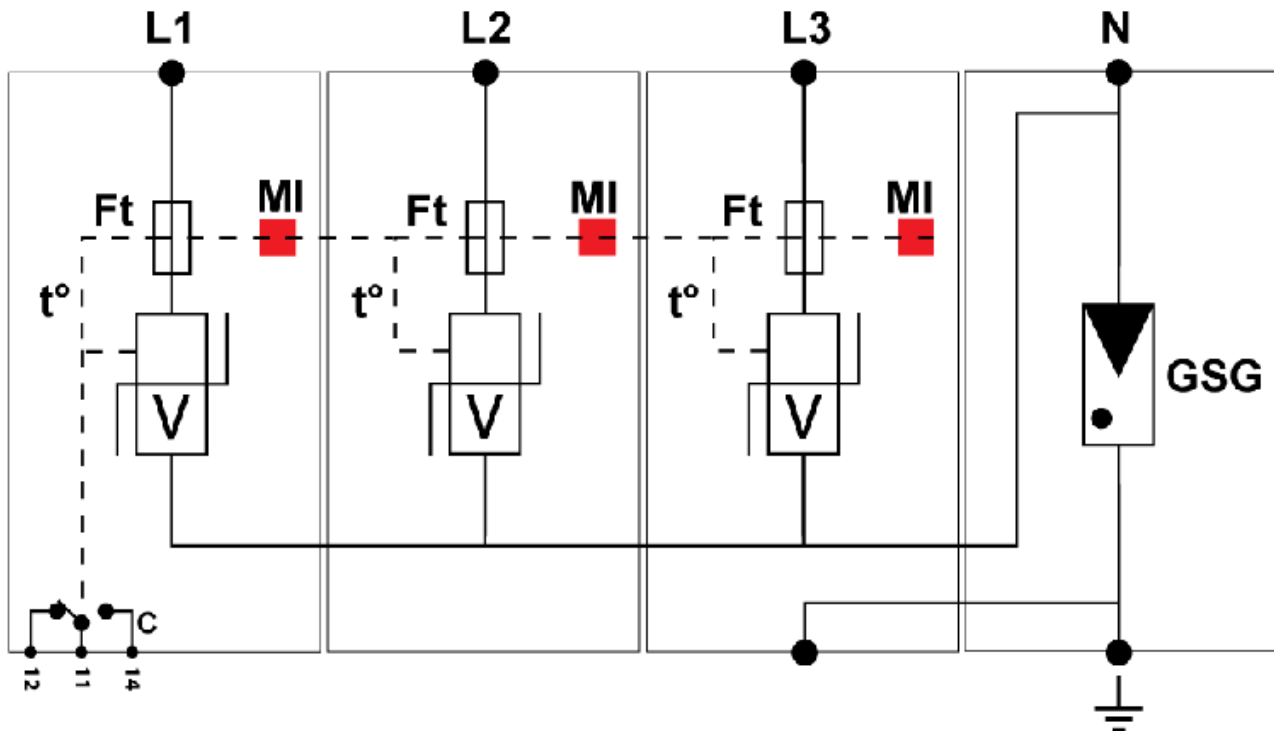 L1 L2 L3 N
Ft MI Ft MI Ft MI
t° t° t°
V V V
GSG
C
12 11 14